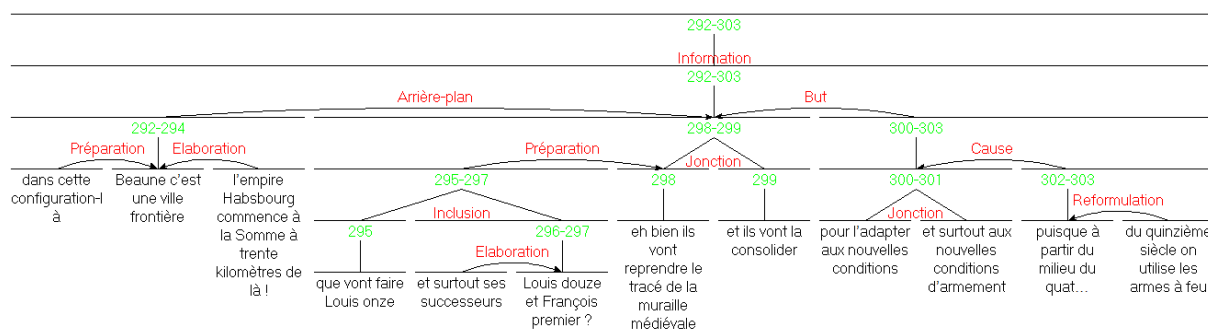 292-303
Information
292-303
Arrière-plan
But
292-294
298-299
300-303
Préparation
Elaboration
Préparation
Jonction
Cause
dans cette
configuration-l
à
Beaune c'est
une ville
frontière
l'empire
Habsbourg
commence à
la Somme à
trente
kilomètres de
là !
295-297
298
299
300-301
302-303
Inclusion
Jonction
Reformulation
295
296-297
eh bien ils
vont
reprendre le
tracé de la
muraille
médiévale
et ils vont la
consolider
pour l'adapter
aux nouvelles
conditions
et surtout aux
nouvelles
conditions
d'armement
puisque à
partir du
milieu du
quat...
du quinzième
siècle on
utilise les
armes à feu
Elaboration
que vont faire
Louis onze
et surtout ses
successeurs
Louis douze
et François
premier ?